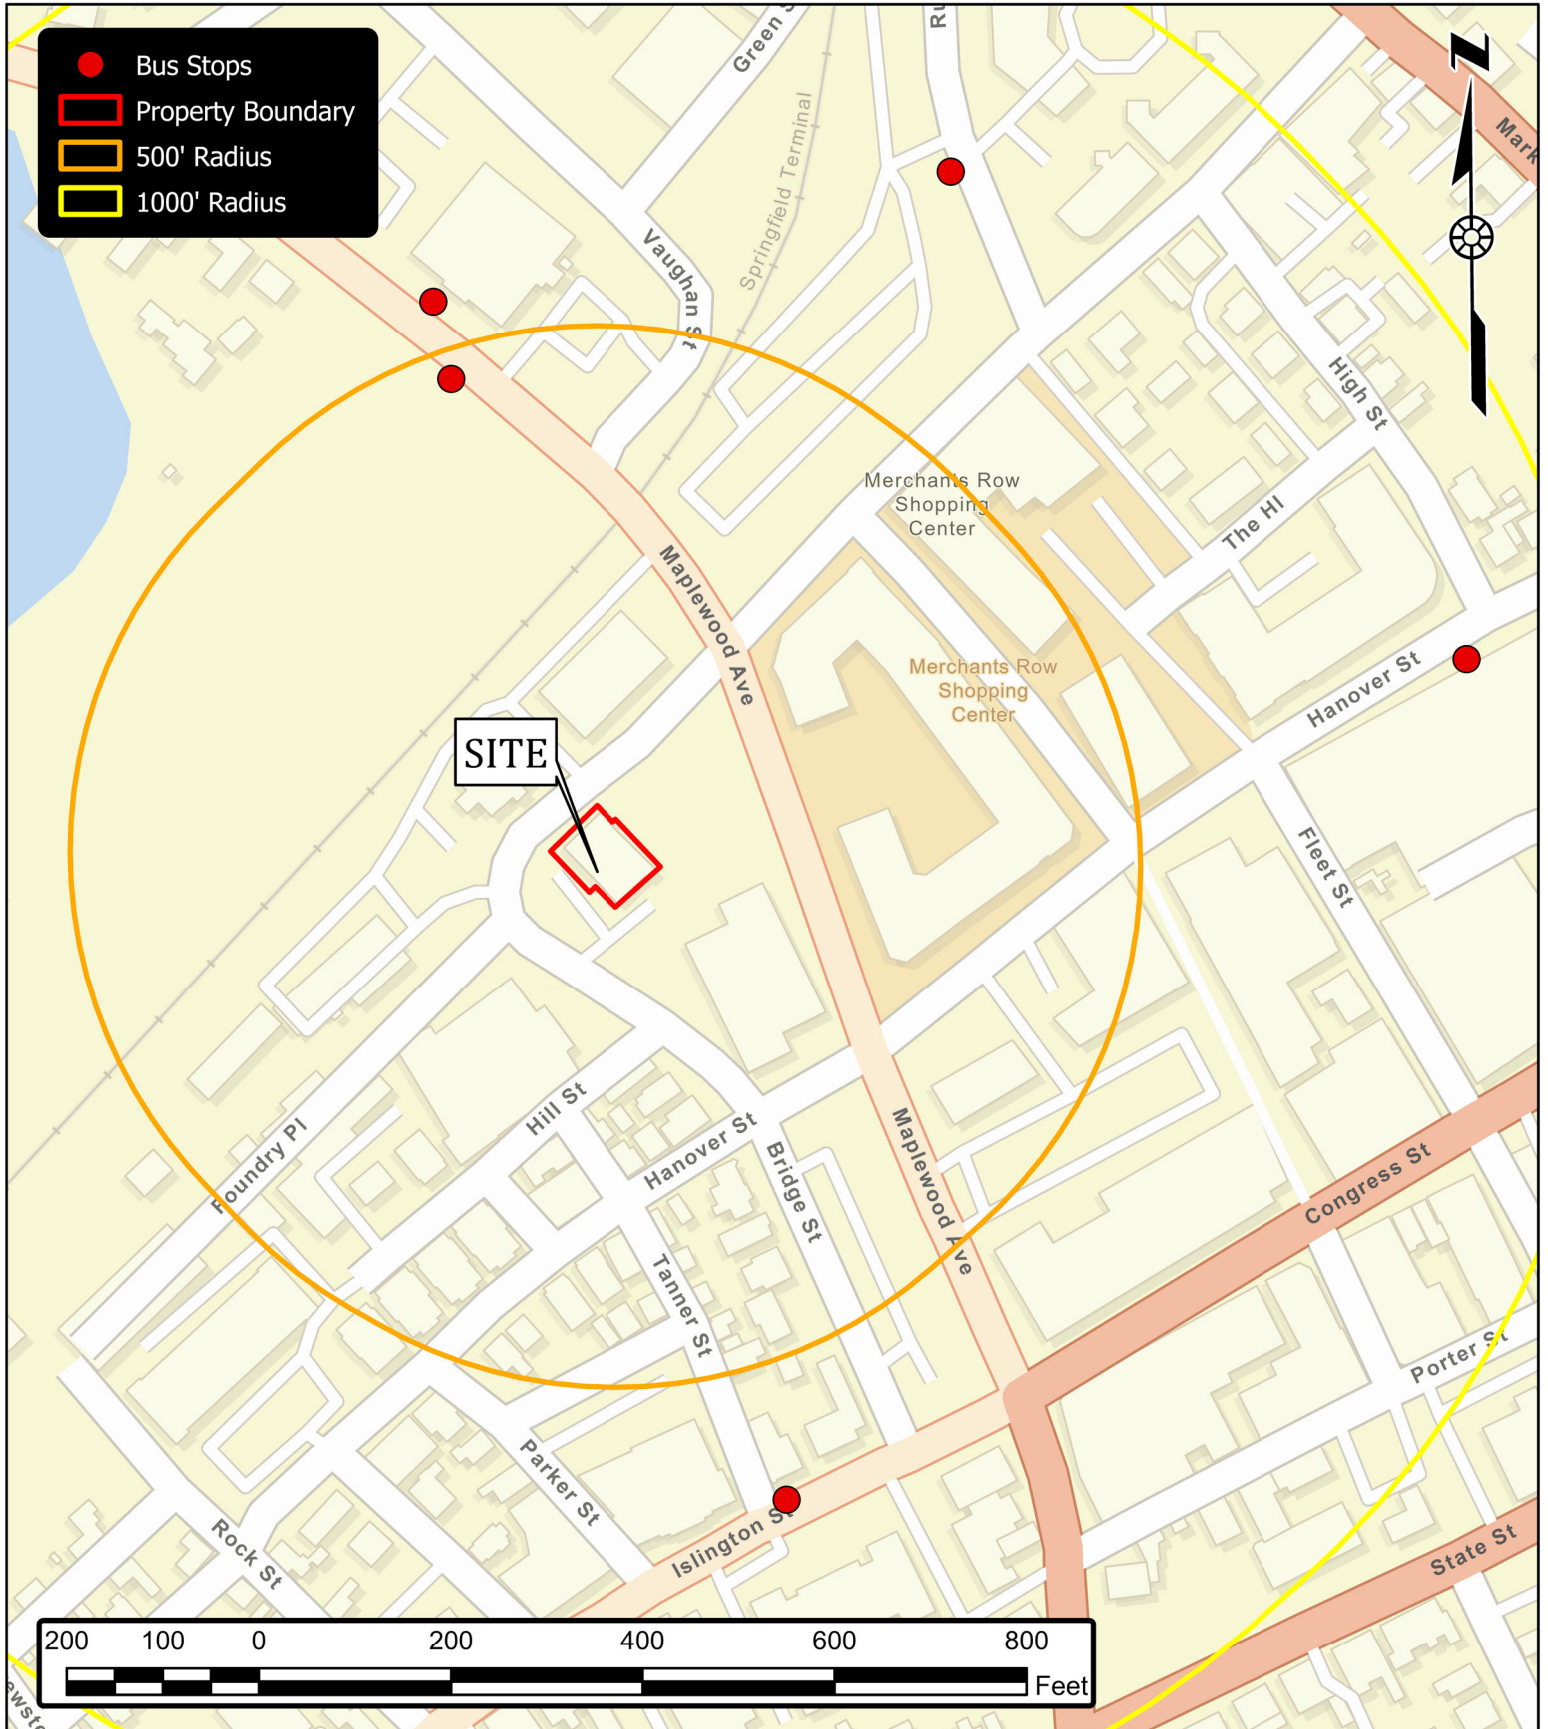 Bus Stops
Property Boundary
500' Radius
1000' Radius
Green S
Ru
Mark
N
Springfield Terminal
Vaughan St
High St
Merchants Row
Shopping
Center
The Hl
Maplewood Ave
Merchants Row
Shopping
Center
Hanover St
SITE
Fleet St
Hill St
Foundry Pl
Hanover St
Bridge St
Maplewood Ave
Congress St
Tanner St
Porter St
Parker St
Islington St
Rock St
State St
ewste
200 100 0 200 400 600 800
Feet